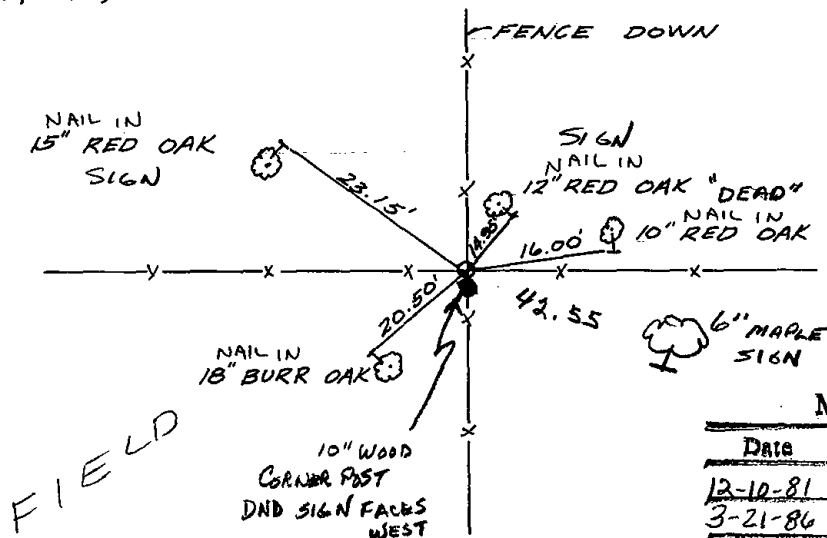 FENCE DOWN
NAIL IN
15" RED OAK
SIGN
SIGN
NAIL IN
12" RED OAK "DEAD"
NAIL IN
10" RED OAK
23.15'
16.00'
20.50'
42.55
6" MAPLE
SIGN
NAIL IN
18" BURR OAK
FIELD
10" WOOD
CORNER POST
DND SIGN FACES
WEST
Date
12-10-81
3-21-86